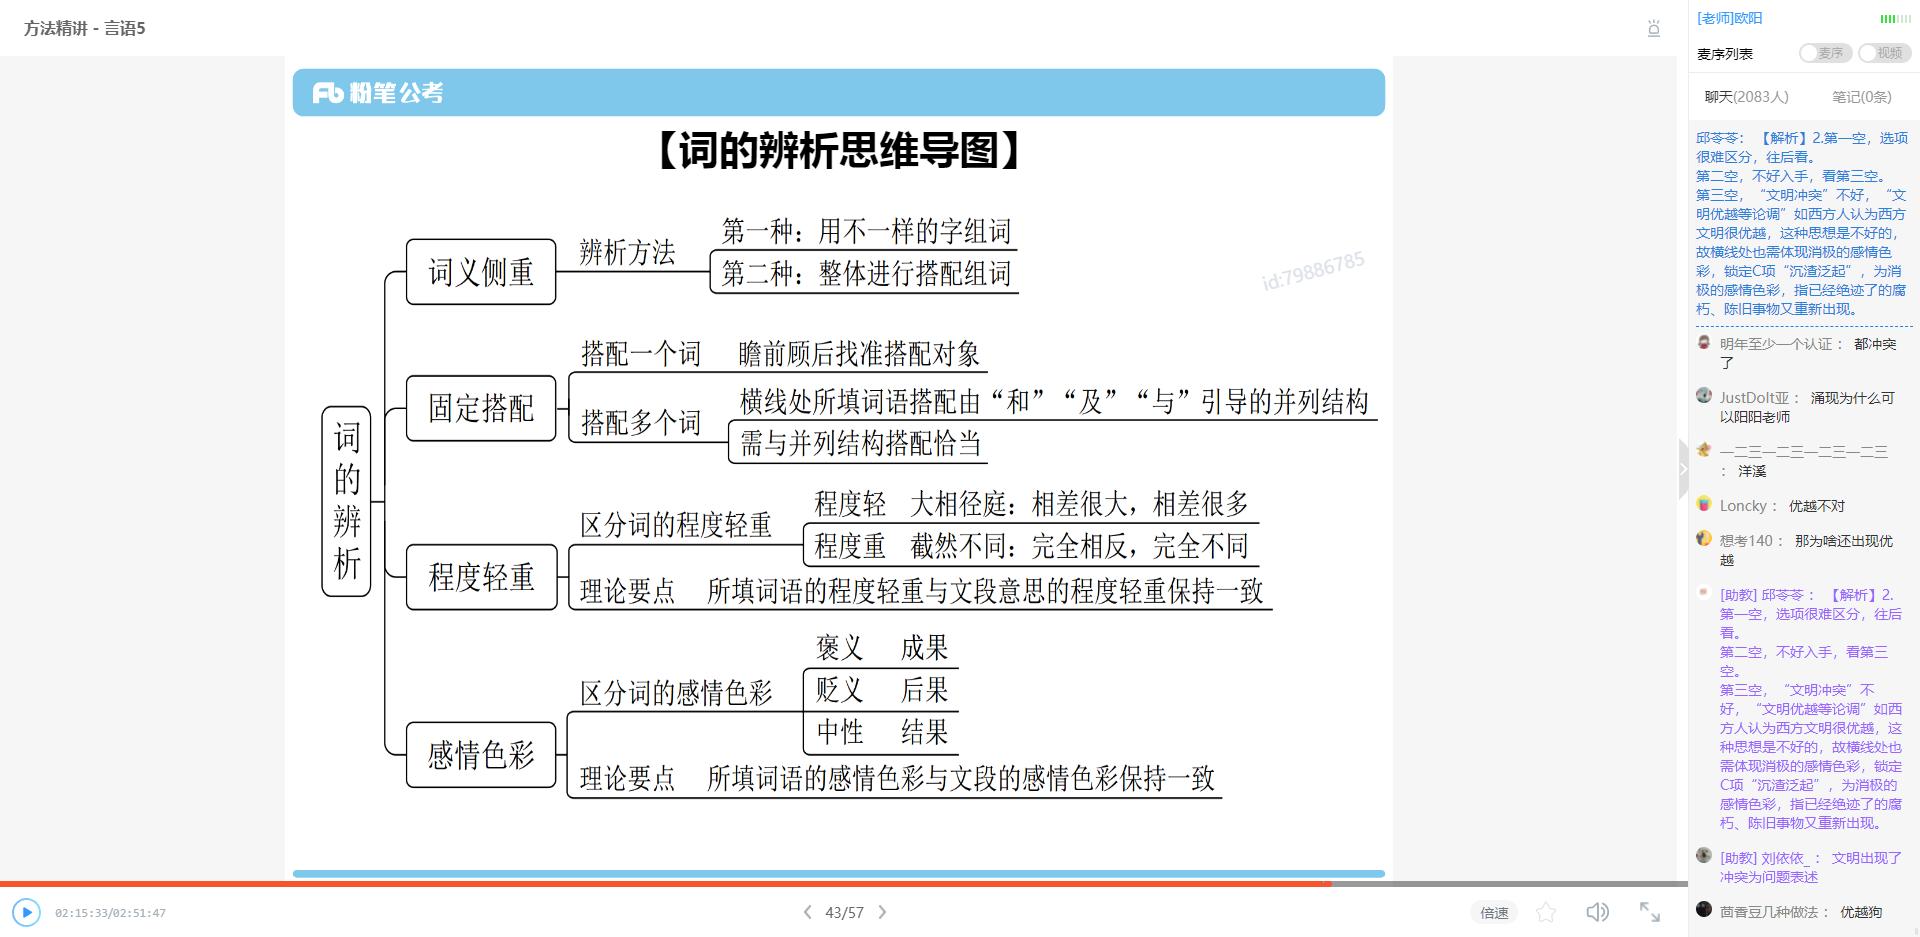 方法精讲 - 言语5
粉笔公考
【词的辨析思维导图】
词的辨析
词义侧重
辨析方法
第一种：用不一样的字组词
第二种：整体进行搭配组词
id:79886785
固定搭配
搭配一个词
瞻前顾后找准搭配对象
搭配多个词
横线处所填词语搭配由“和”“及”“与”引导的并列结构
需与并列结构搭配恰当
程度轻重
区分词的程度轻重
程度轻 大相径庭：相差很大，相差很多
程度重 截然不同：完全相反，完全不同
理论要点 所填词语的程度轻重与文段意思的程度轻重保持一致
感情色彩
区分词的感情色彩
褒义 成果
贬义 后果
中性 结果
理论要点 所填词语的感情色彩与文段的感情色彩保持一致
02:15:33/02:51:47
43/57
倍速
[老师]欧阳
麦序列表
麦序
视频
聊天(2083人)
笔记(0条)
邱苓苓： 【解析】2.第一空，选项
很难区分，往后看。
第二空，不好入手，看第三空。
第三空，“文明冲突”不好，“文
明优越等论调”如西方人认为西方
文明很优越，这种思想是不好的，
故横线处也需体现消极的感情色
彩，锁定C项“沉渣泛起”，为消
极的感情色彩，指已经绝迹了的腐
朽、陈旧事物又重新出现。
明年至少一个认证： 都冲突
了
JustDoIt亚： 涌现为什么可
以阳阳老师
一二三一二三一二三一二三
： 洋溪
Loncky： 优越不对
想考140： 那为啥还出现优
越
[助教] 邱苓苓： 【解析】2.
第一空，选项很难区分，往后
看。
第二空，不好入手，看第三
空。
第三空，“文明冲突”不
好，“文明优越等论调”如西
方人认为西方文明很优越，这
种思想是不好的，故横线处也
需体现消极的感情色彩，锁定
C项“沉渣泛起”，为消极的
感情色彩，指已经绝迹了的腐
朽、陈旧事物又重新出现。
[助教] 刘依依_： 文明出现了
冲突为问题表述
茴香豆几种做法： 优越狗